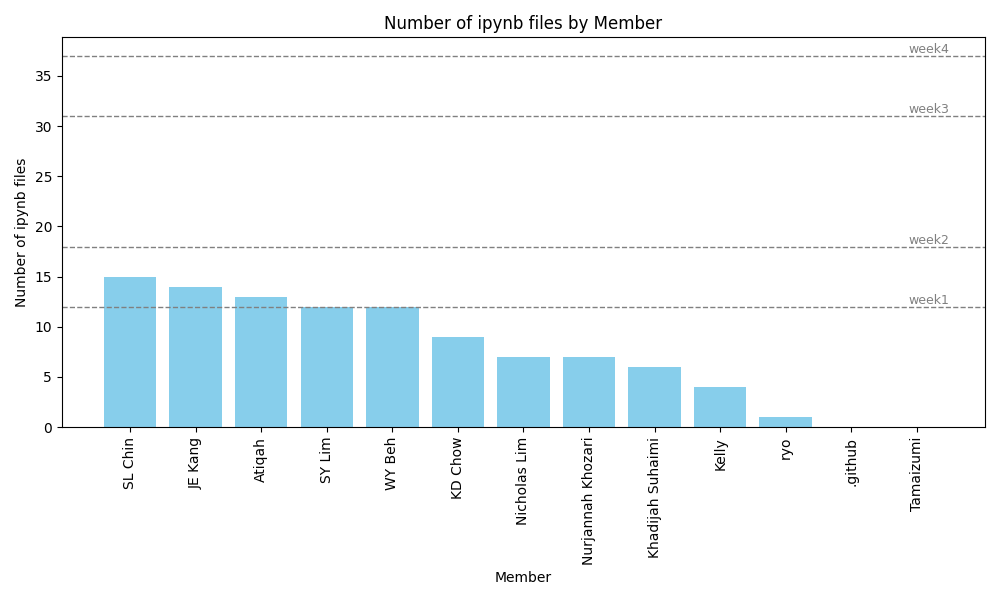 Number of ipynb files by Member
Number of ipynb files
35
30
25
20
15
10
5
0
week4
week3
week2
week1
SL Chin
JE Kang
Atiqah
SY Lim
WY Beh
KD Chow
Nicholas Lim
Nurjannah Khozari
Khadijah Suhaimi
Kelly
ryo
.github
Tamaizumi
Member